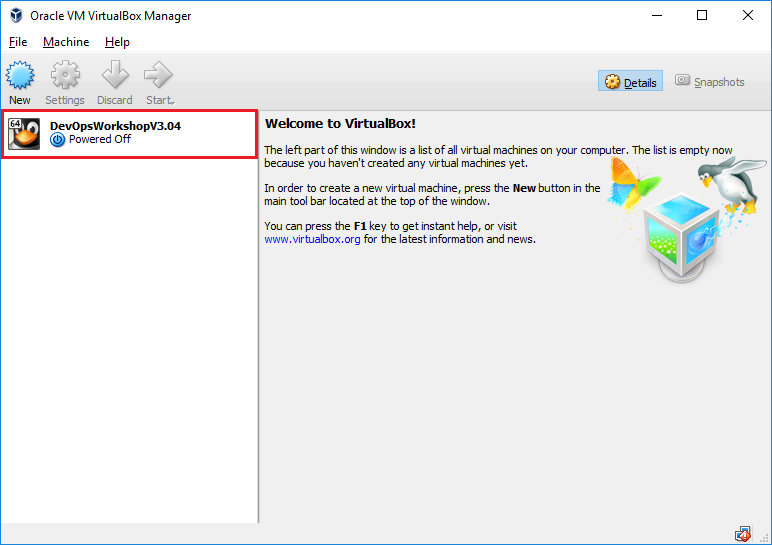 Oracle VM VirtualBox Manager
File Machine Help
New Settings Discard Start
Details Snapshots
64
DevOpsWorkshopV3.04
Powered Off
Welcome to VirtualBox!
The left part of this window is a list of all virtual machines on your computer. The list is empty now
because you haven't created any virtual machines yet.
In order to create a new virtual machine, press the New button in the
main tool bar located at the top of the window.
You can press the F1 key to get instant help, or visit
www.virtualbox.org for the latest information and news.